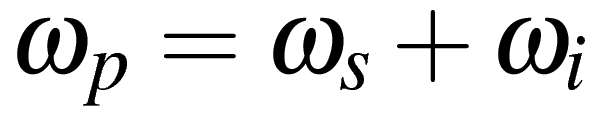 ωₚ = ωₛ + ωᵢ